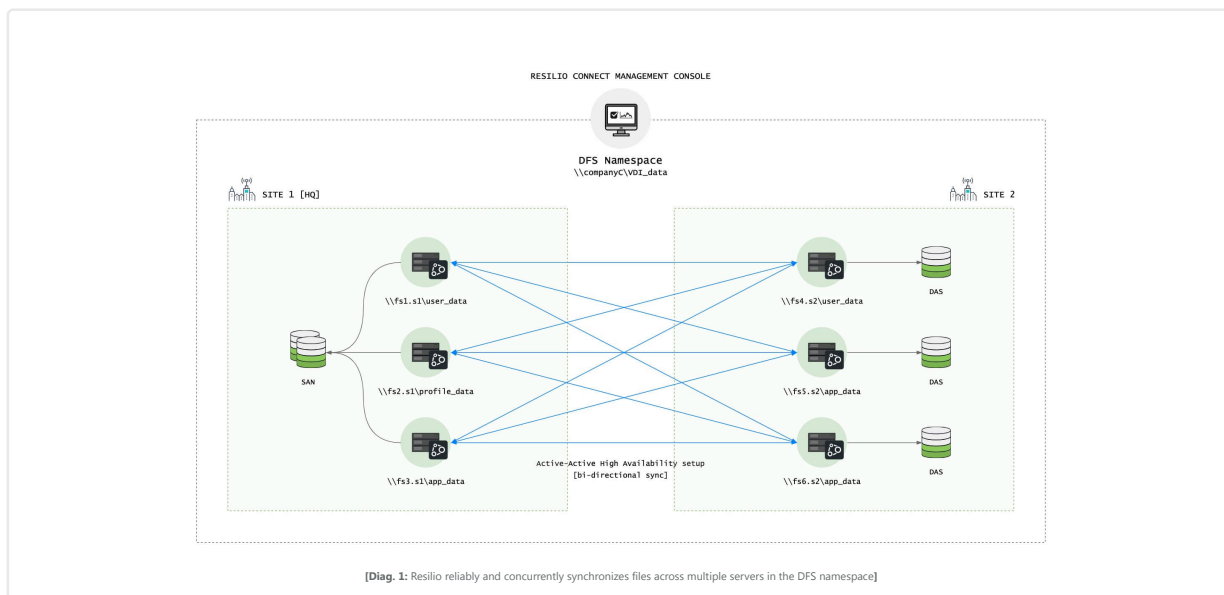 RESILIO CONNECT MANAGEMENT CONSOLE
DFS Namespace
\\companyC\VDI_data
SITE 1 [HQ]
SITE 2
\\fs1.s1\user_data
\\fs4.s2\user_data
DAS
SAN
\\fs2.s1\profile_data
\\fs5.s2\app_data
DAS
Active-Active High Availability setup
[bi-directional sync]
\\fs3.s1\app_data
\\fs6.s2\app_data
DAS
[Diag. 1: Resilio reliably and concurrently synchronizes files across multiple servers in the DFS namespace]